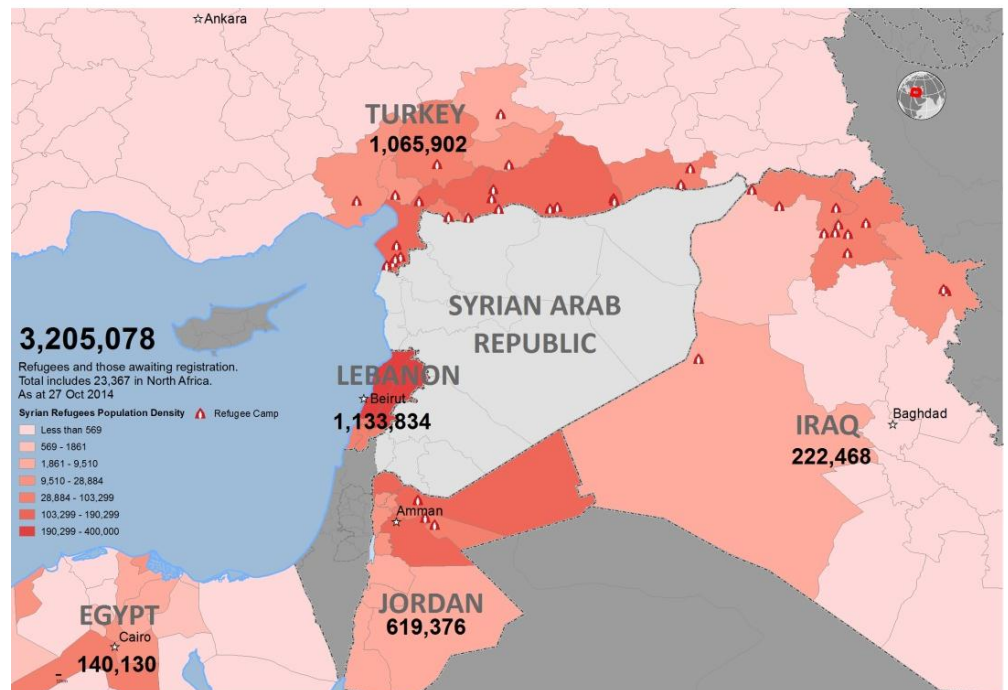 Ankara
TURKEY
1,065,902
SYRIAN ARAB
REPUBLIC
3,205,078
Refugees and those awaiting registration.
Total includes 23,367 in North Africa.
As at 27 Oct 2014
Syrian Refugees Population Density
Refugee Camp
Less than 569
569 - 1861
1,861 - 9,510
9,510 - 28,884
28,884 - 103,299
103,299 - 190,299
190,299 - 400,000
LEBANON
Beirut
1,133,834
IRAQ
Baghdad
222,468
Amman
JORDAN
619,376
EGYPT
Cairo
140,130